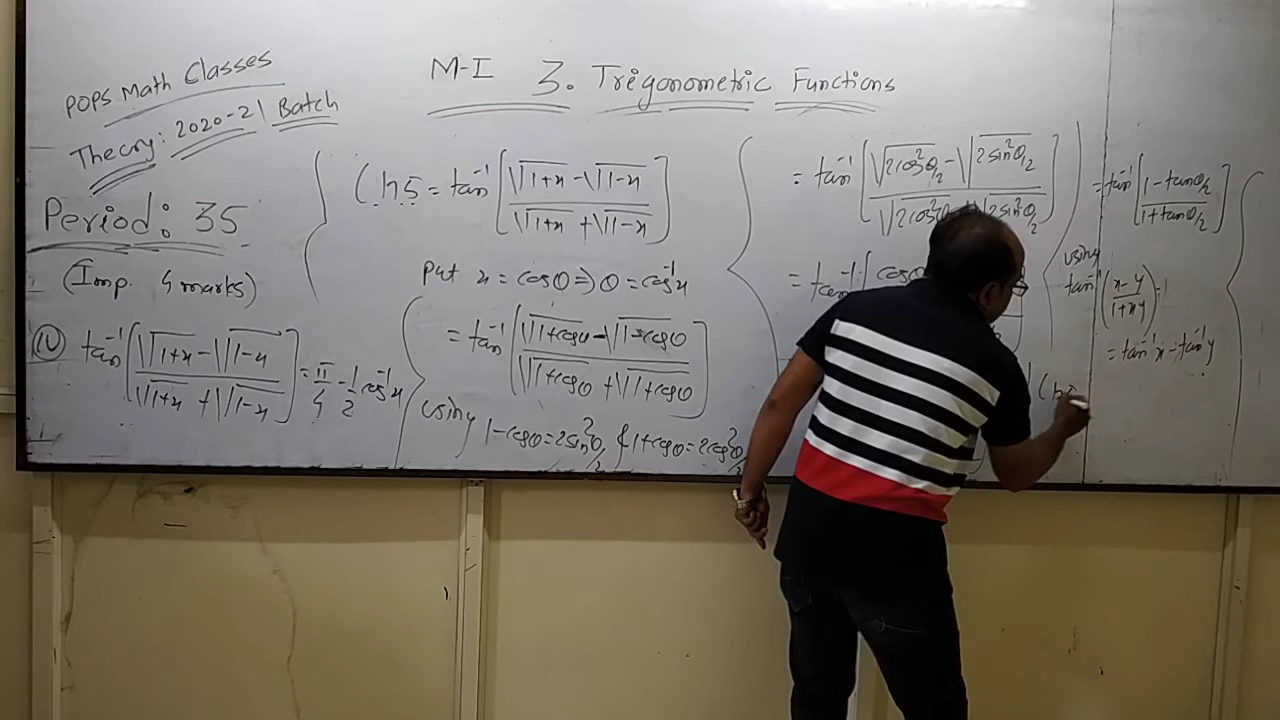 POPS Math Classes
Theory: 2020-21 Batch
Period: 35
(Imp. 4 marks)
(IV) tan⁻¹[(√1+x - √1-x)/(√1+x + √1-x)] = π/4 - 1/2 cos⁻¹x
M-I 3. Trigonometric Functions
LHS = tan⁻¹[(√1+x - √1-x)/(√1+x + √1-x)]
Put x = cosθ ⇒ θ = cos⁻¹x
= tan⁻¹[(√1+cosθ - √1-cosθ)/(√1+cosθ + √1+cosθ)]
using 1-cosθ = 2sin²θ/2 & 1+cosθ = 2cos²θ/2
= tan⁻¹[(√2cos²θ/2 - √2sin²θ/2)/(√2cos²θ/2 + √2sin²θ/2)]
= tan⁻¹[cosθ
= tan⁻¹[(1-tanθ/2)/(1+tanθ/2)]
using
tan⁻¹((x-y)/(1+xy))
= tan⁻¹x - tan⁻¹y